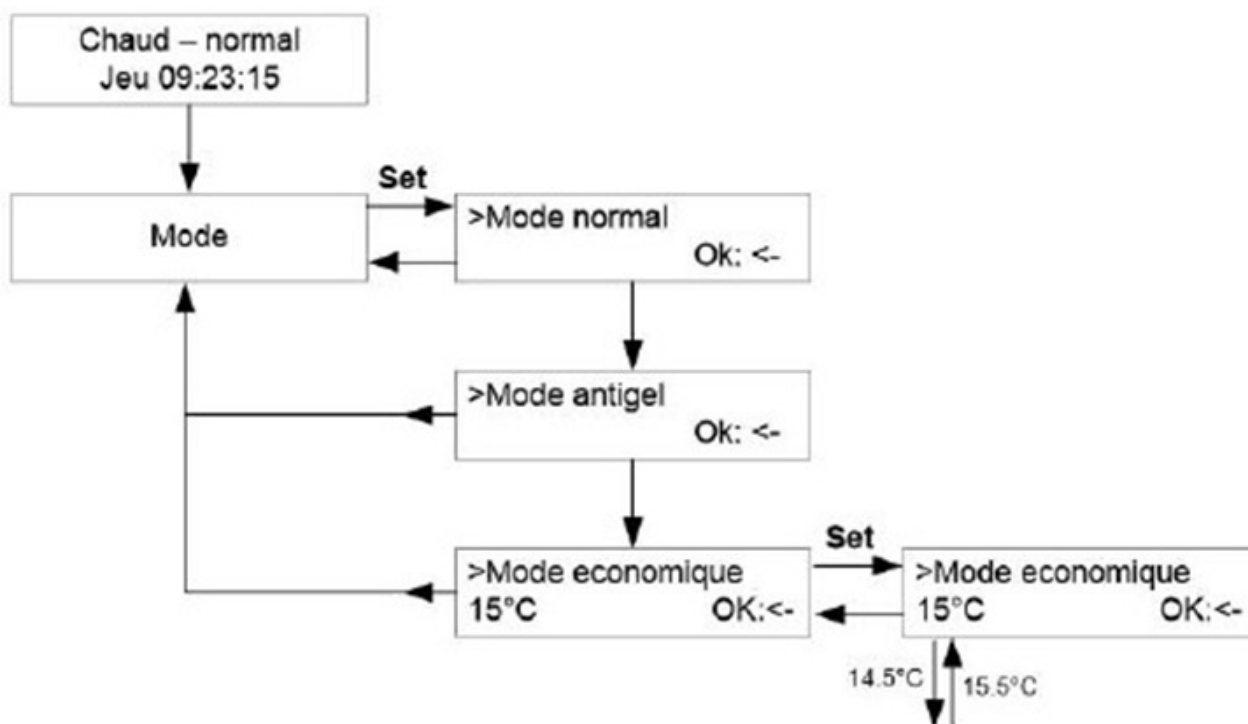 Chaud – normal
Jeu 09:23:15
Set
Mode
>Mode normal
Ok: <-
>Mode antigel
Ok: <-
Set
>Mode economique
15°C OK:<-
>Mode economique
15°C OK:<-
14.5°C
15.5°C